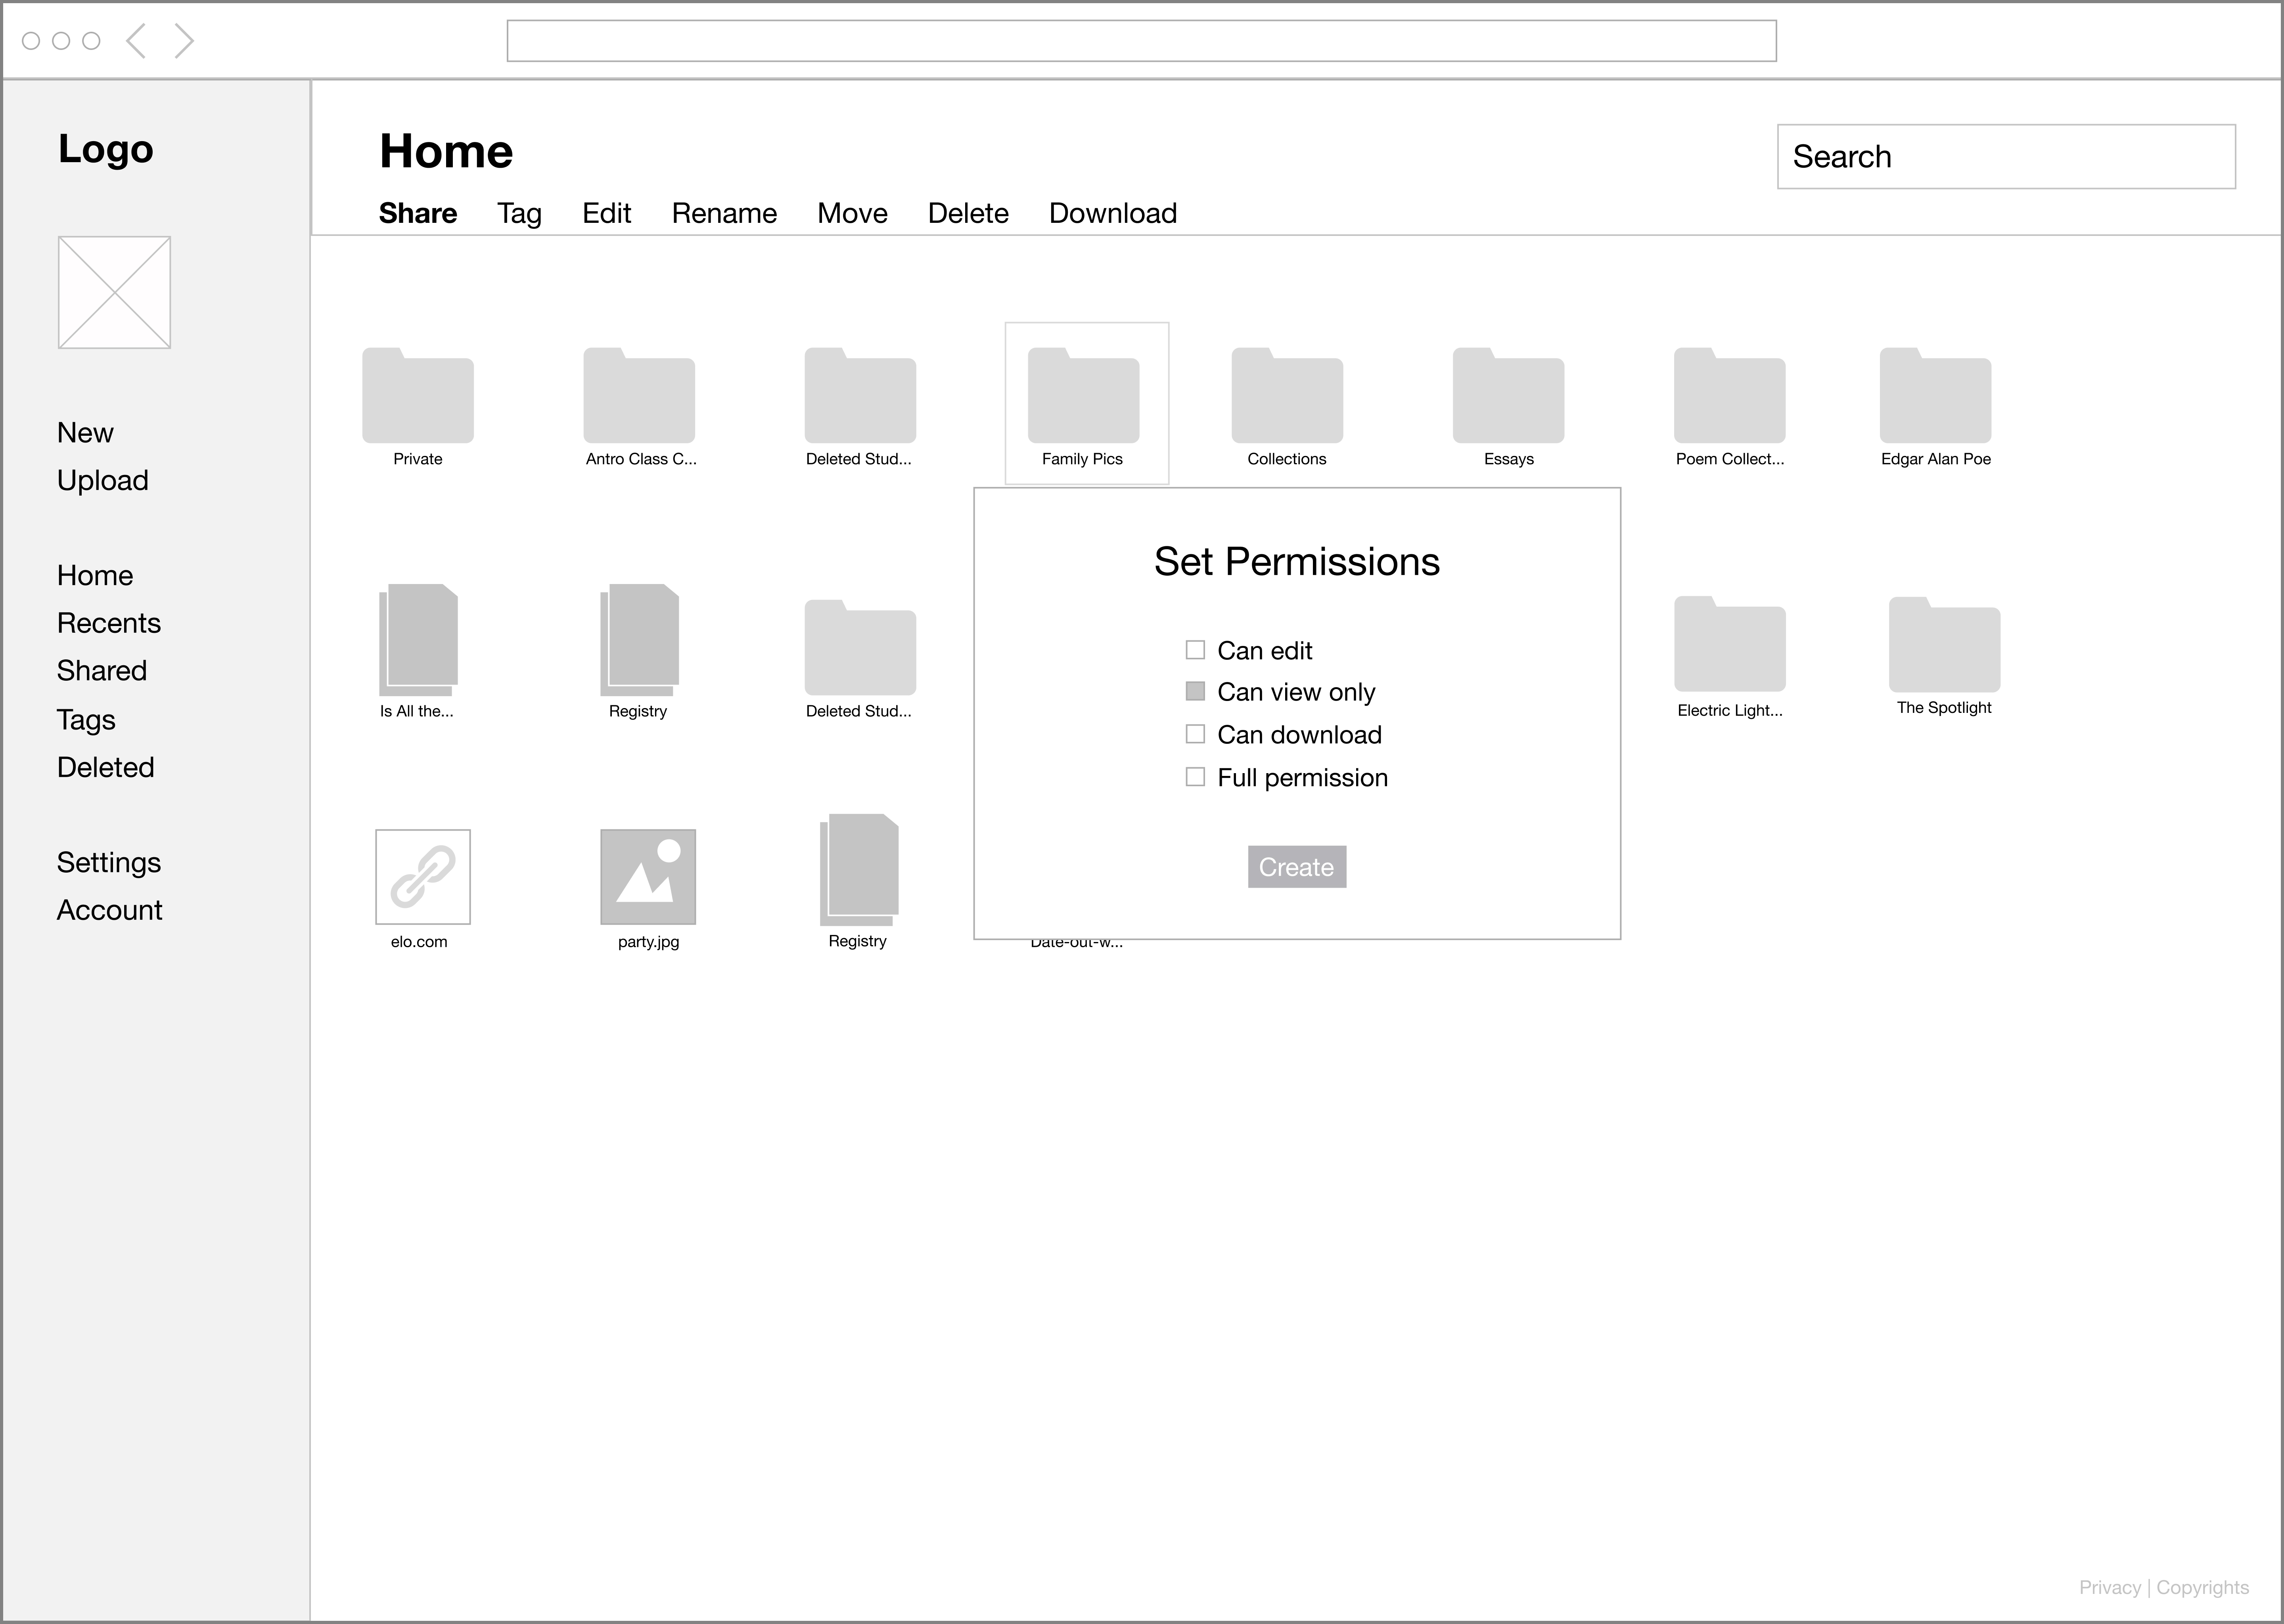 Logo
New
Upload
Home
Recents
Shared
Tags
Deleted
Settings
Account
Home
Search
Share Tag Edit Rename Move Delete Download
Private Antro Class C... Deleted Stud... Family Pics Collections Essays Poem Collect... Edgar Alan Poe
Is All the... Registry Deleted Stud... Electric Light... The Spotlight
Set Permissions
Can edit
Can view only
Can download
Full permission
Create
elo.com party.jpg Registry Date-out-w...
Privacy | Copyrights